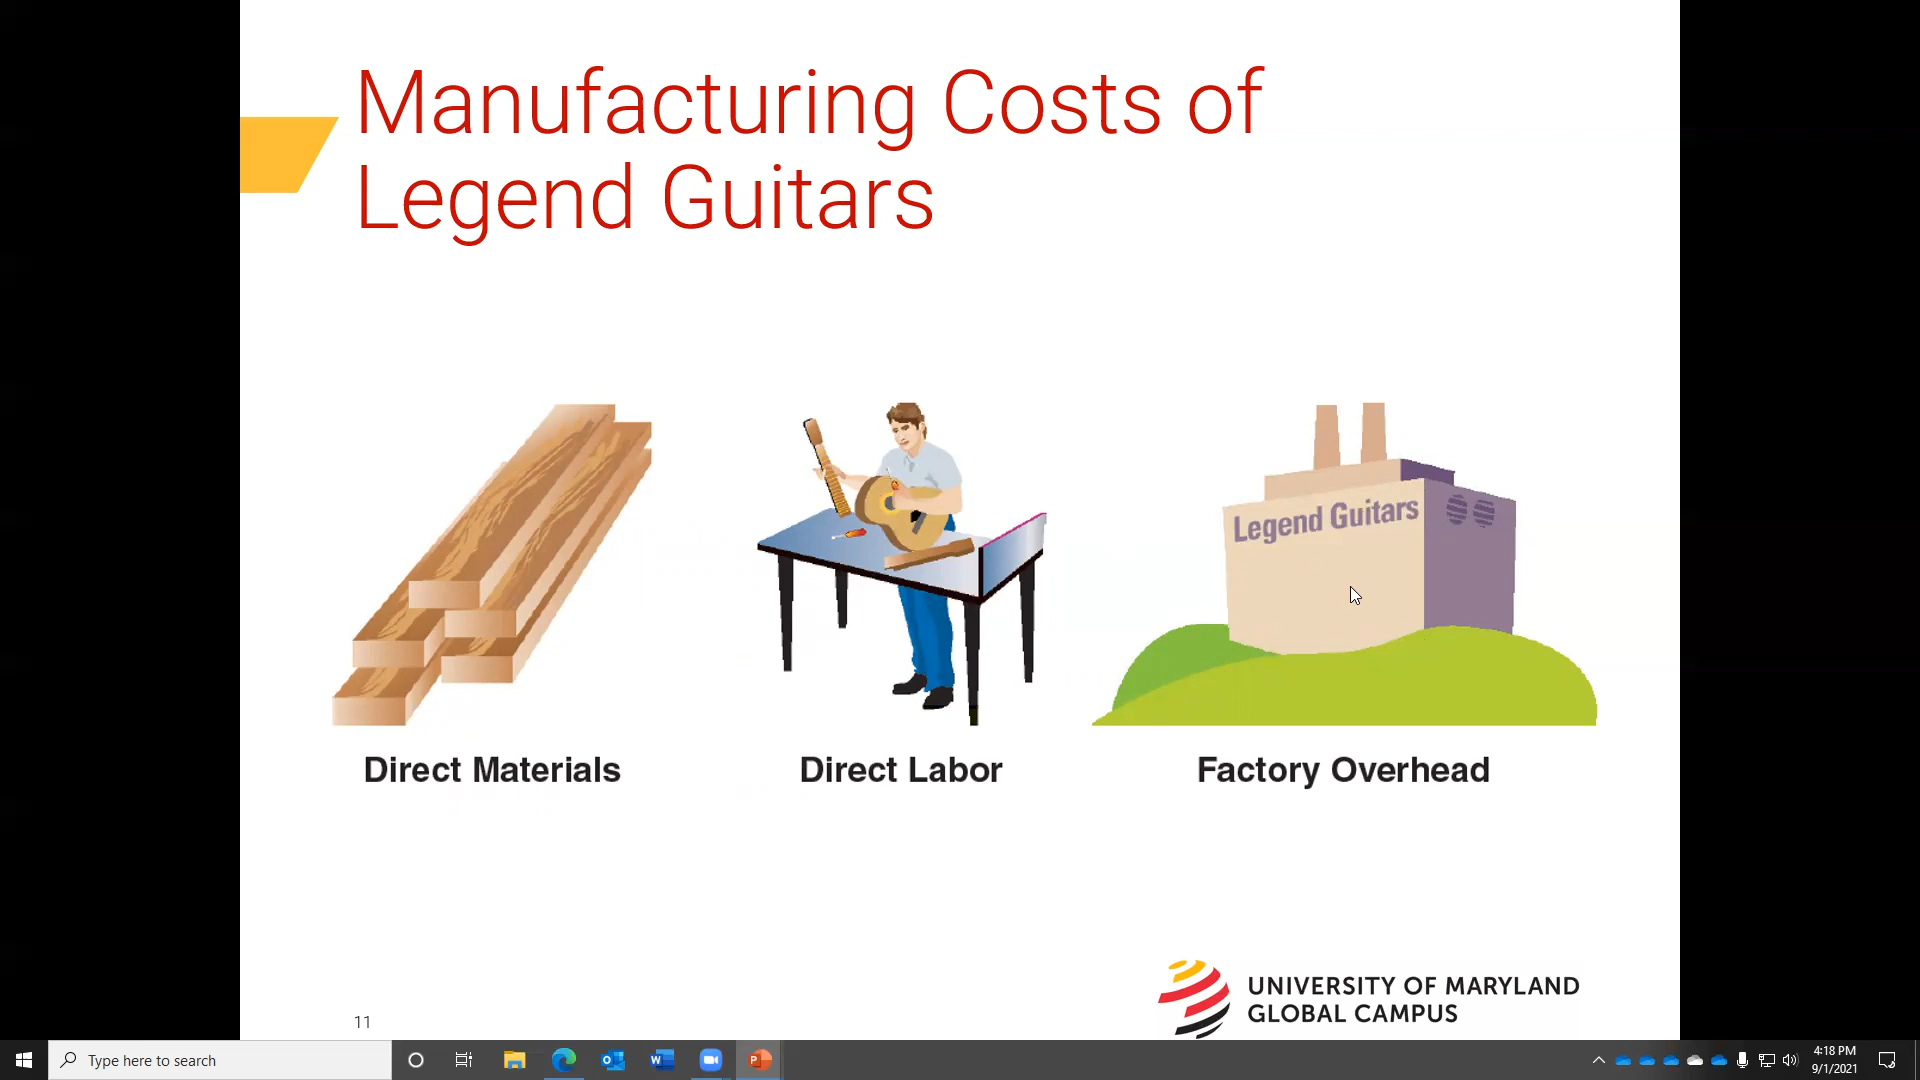 Manufacturing Costs of
Legend Guitars
Legend Guitars
Direct Materials
Direct Labor
Factory Overhead
UNIVERSITY OF MARYLAND
GLOBAL CAMPUS
11
Type here to search
4:18 PM
9/1/2021